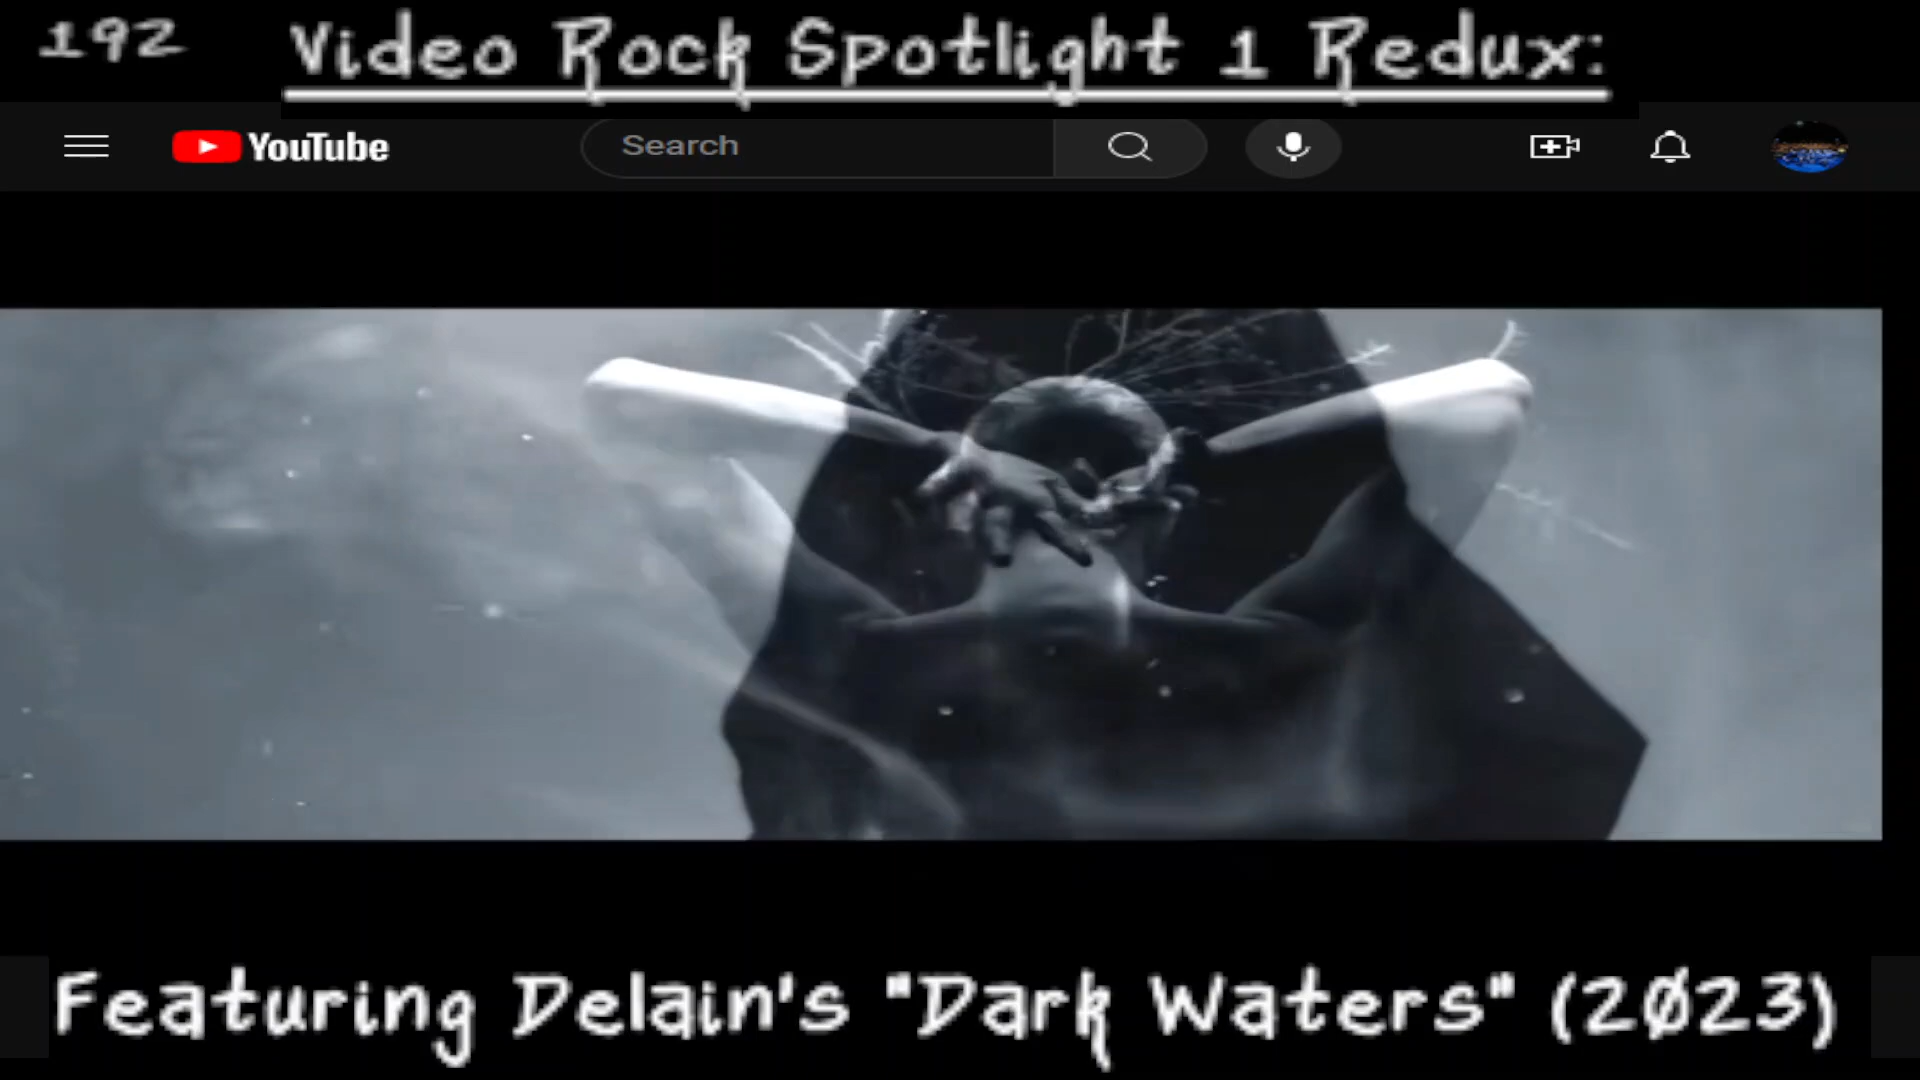 192 Video Rock Spotlight 1 Redux:
YouTube Search
Featuring Delain's "Dark Waters" (2023)